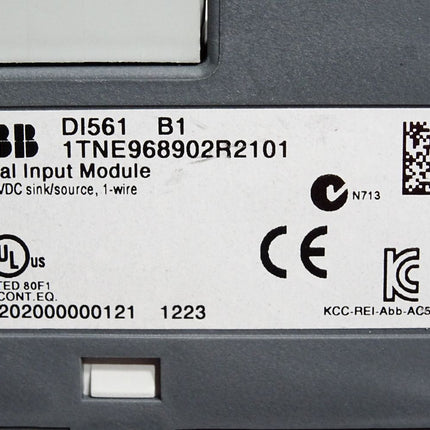 BB DI561 B1
1TNE968902R2101
al Input Module
VDC sink/source, 1-wire
N713
UL us
CE
TED 80F1
CONT.EQ.
202000000121 1223
KCC-REI-Abb-AC5